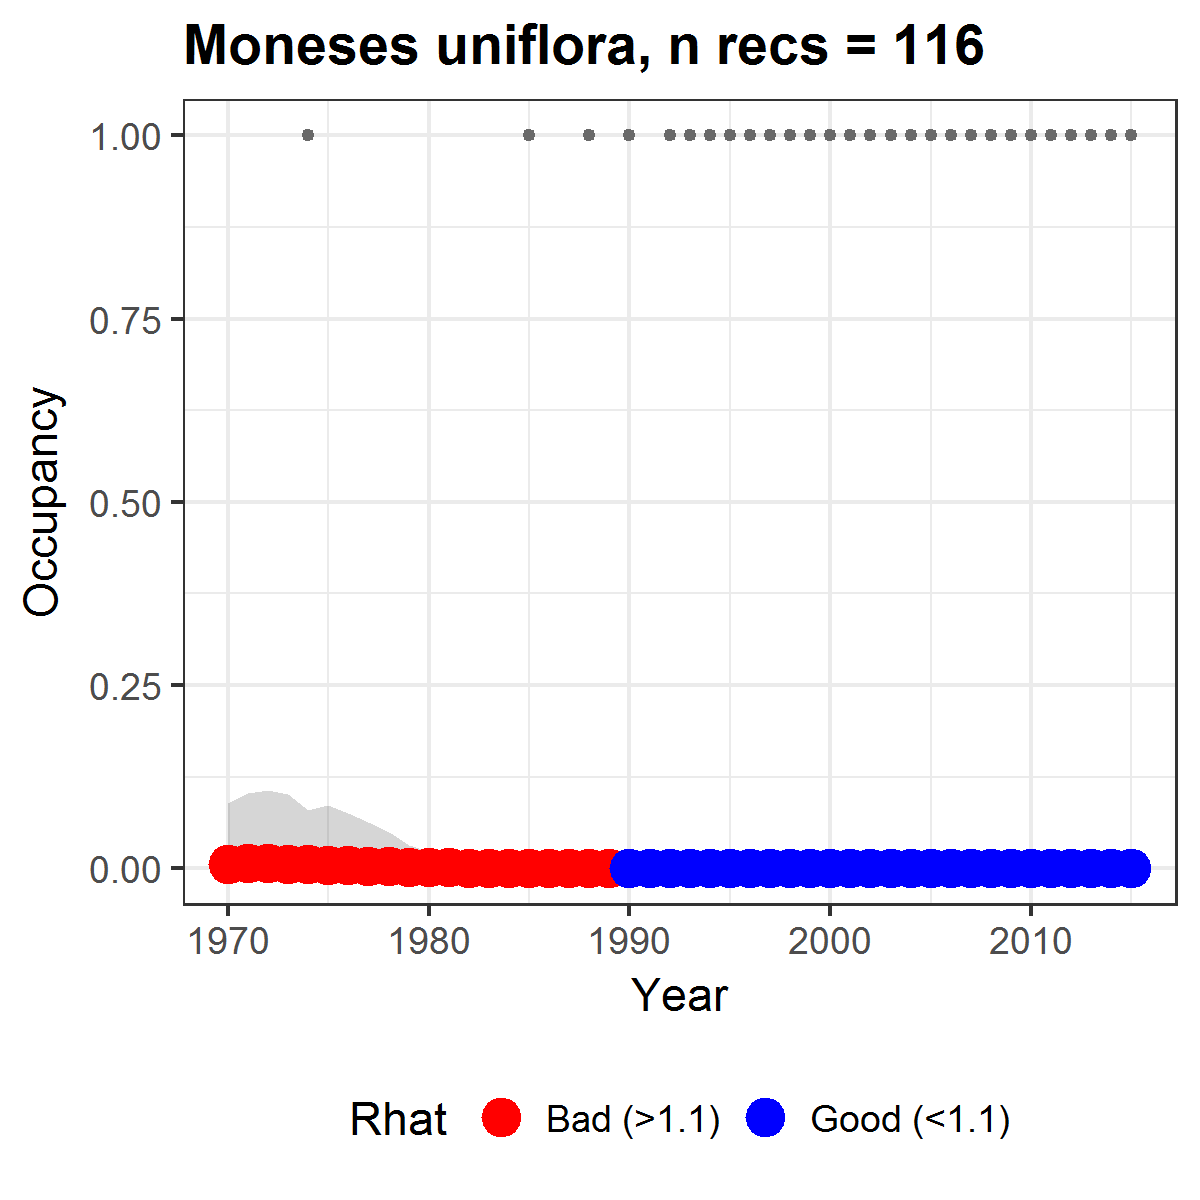 Moneses uniflora, n recs = 116
1.00
0.75
0.50
0.25
0.00
Occupancy
1970 1980 1990 2000 2010
Year
Rhat Bad (>1.1) Good (<1.1)